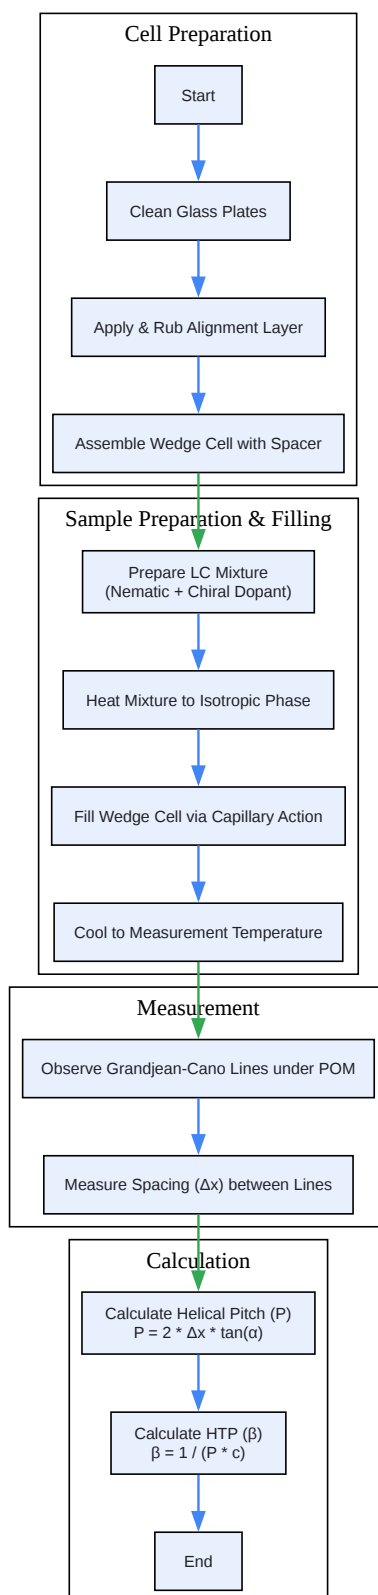 Cell Preparation
Start
Clean Glass Plates
Apply & Rub Alignment Layer
Assemble Wedge Cell with Spacer
Sample Preparation & Filling
Prepare LC Mixture
(Nematic + Chiral Dopant)
Heat Mixture to Isotropic Phase
Fill Wedge Cell via Capillary Action
Cool to Measurement Temperature
Measurement
Observe Grandjean-Cano Lines under POM
Measure Spacing (Δx) between Lines
Calculation
Calculate Helical Pitch (P)
P = 2 * Δx * tan(α)
Calculate HTP (β)
β = 1 / (P * c)
End